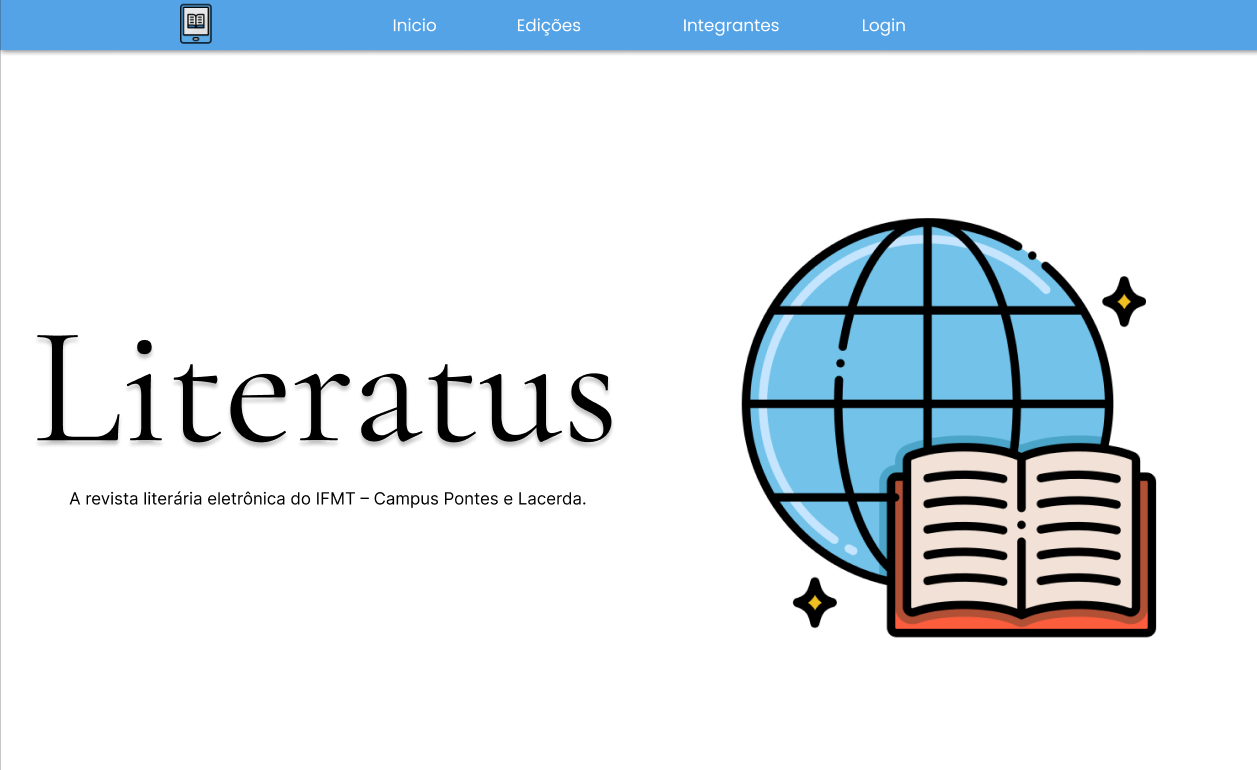 Inicio Edições Integrantes Login
Literatus
A revista literária eletrônica do IFMT – Campus Pontes e Lacerda.